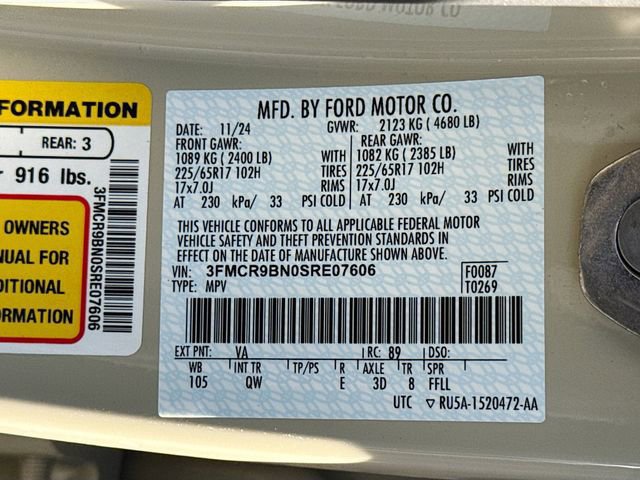 FORMATION
REAR: 3
916 lbs.
OWNERS
NUAL FOR
DITIONAL
ORMATION
3FMCR9BN0SRE07606
MFD. BY FORD MOTOR CO.
DATE: 11/24 GVWR: 2123 KG ( 4680 LB)
FRONT GAWR: REAR GAWR:
1089 KG ( 2400 LB) WITH 1082 KG ( 2385 LB) WITH
225/65R17 102H TIRES 225/65R17 102H TIRES
17x7.0J RIMS 17x7.0J RIMS
AT 230 kPa/ 33 PSI COLD AT 230 kPa/ 33 PSI COLD
THIS VEHICLE CONFORMS TO ALL APPLICABLE FEDERAL MOTOR
VEHICLE SAFETY AND THEFT PREVENTION STANDARDS IN
EFFECT ON THE DATE OF MANUFACTURE SHOWN ABOVE.
VIN: 3FMCR9BN0SRE07606 F0087
TYPE: MPV T0269
EXT PNT: VA RC: 89 DSO:
WB INT TR TP/PS R AXLE TR SPR
105 QW E 3D 8 FFLL
UTC ▽ RU5A-1520472-AA